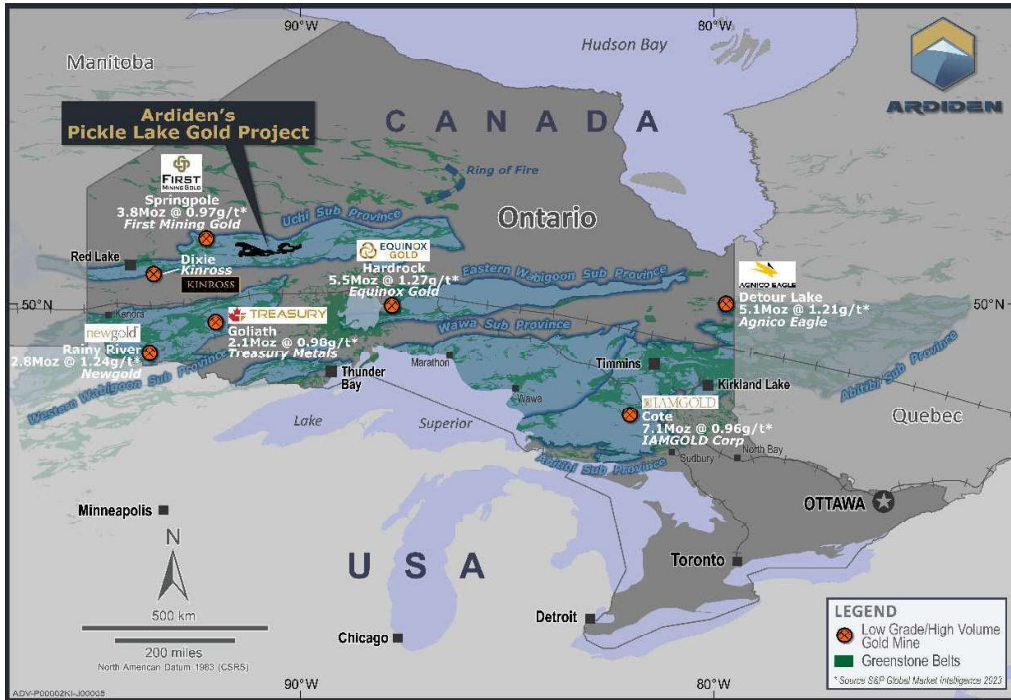 90°W
80°W
Hudson Bay
Manitoba
ARDIDEN
Ardiden's
Pickle Lake Gold Project
CANADA
FIRST
MINING GOLD
Springpole
3.8Moz @ 0.97g/t*
First Mining Gold
Ring of Fire
Uchi Sub Province
Ontario
Red Lake
Dixie
Kinross
KINROSS
EQUINOX
GOLD
Hardrock
5.5Moz @ 1.27g/t*
Equinox Gold
Eastern Wabigoon Sub Province
AGNICO EAGLE
Detour Lake
5.1Moz @ 1.21g/t*
Agnico Eagle
50°N
50°N
Kenora
TREASURY
Goliath
2.1Moz @ 0.98g/t*
Treasury Metals
newgold
Rainy River
2.8Moz @ 1.24g/t*
Newgold
Western Wabigoon Sub Province
Wawa Sub Province
Marathon
Thunder
Bay
Timmins
Kirkland Lake
Abitibi Sub Province
Wawa
IAMGOLD
Cote
7.1Moz @ 0.96g/t*
IAMGOLD Corp
Quebec
Lake Superior
Abitibi Sub Province
Sudbury
North Bay
Minneapolis
OTTAWA
N
USA
Toronto
500 km
200 miles
North American Datum 1983 (CSRS)
Detroit
Chicago
LEGEND
Low Grade/High Volume
Gold Mine
Greenstone Belts
* Source S&P Global Market Intelligence 2023
ADV-P00002KI-J00005
90°W
80°W